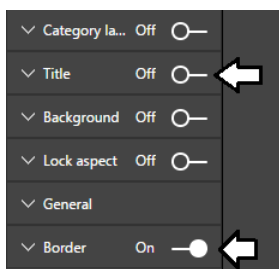 Category la... Off
Title Off
Background Off
Lock aspect Off
General
Border On